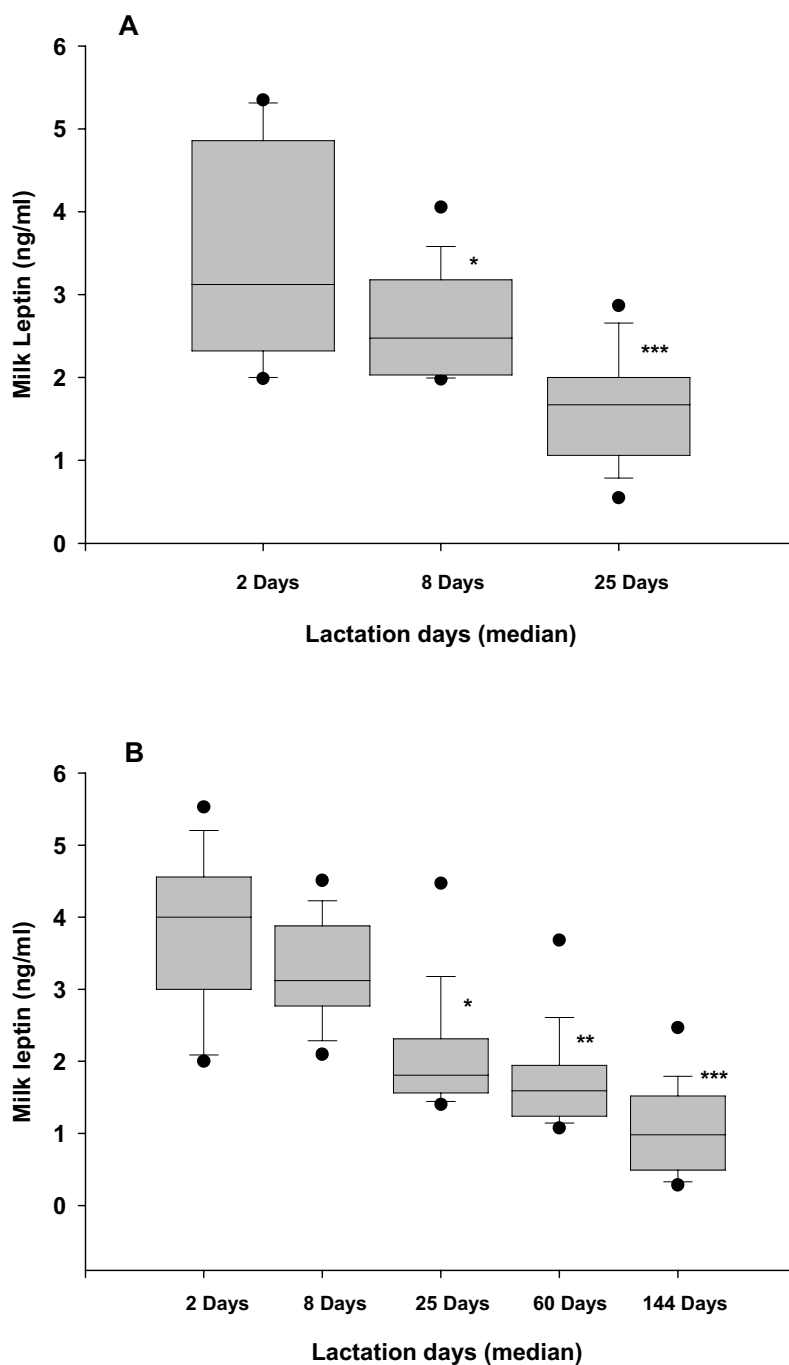 A
6
5
4
3
2
1
0
Milk Leptin (ng/ml)
*
***
2 Days 8 Days 25 Days
Lactation days (median)
B
6
5
4
3
2
1
0
Milk leptin (ng/ml)
*
**
***
2 Days 8 Days 25 Days 60 Days 144 Days
Lactation days (median)